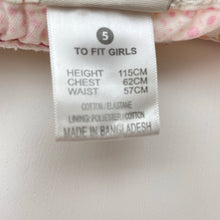 5
TO FIT GIRLS
HEIGHT 115CM
CHEST 62CM
WAIST 57CM
COTTON / ELASTANE
LINING: POLYESTER / COTTON
MADE IN BANGLADESH